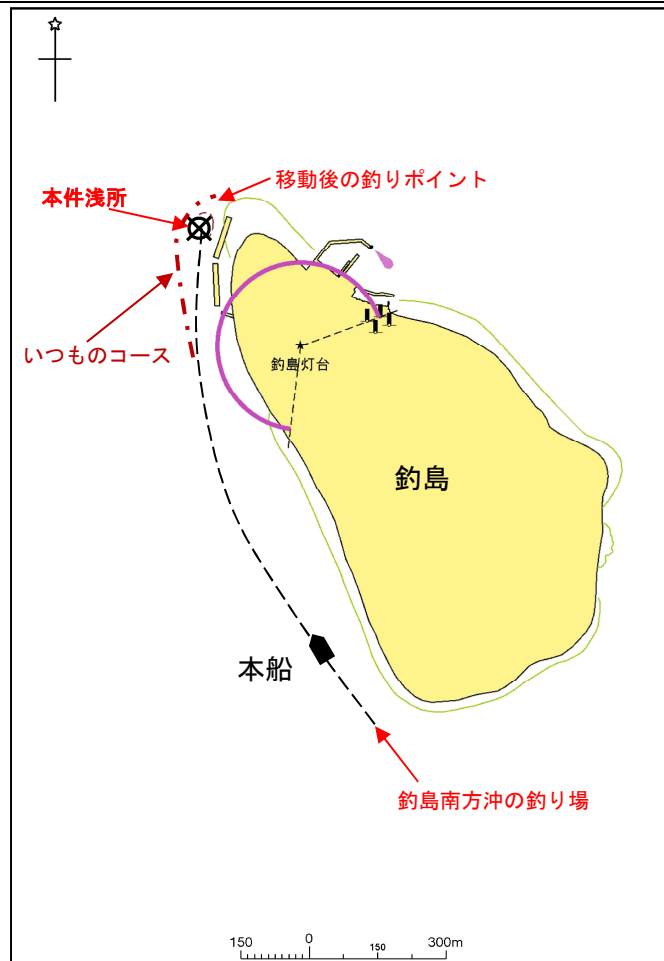 移動後の釣りポイント
本件浅所
いつものコース
釣島灯台
釣島
本船
釣島南方沖の釣り場
150 0 150 300m